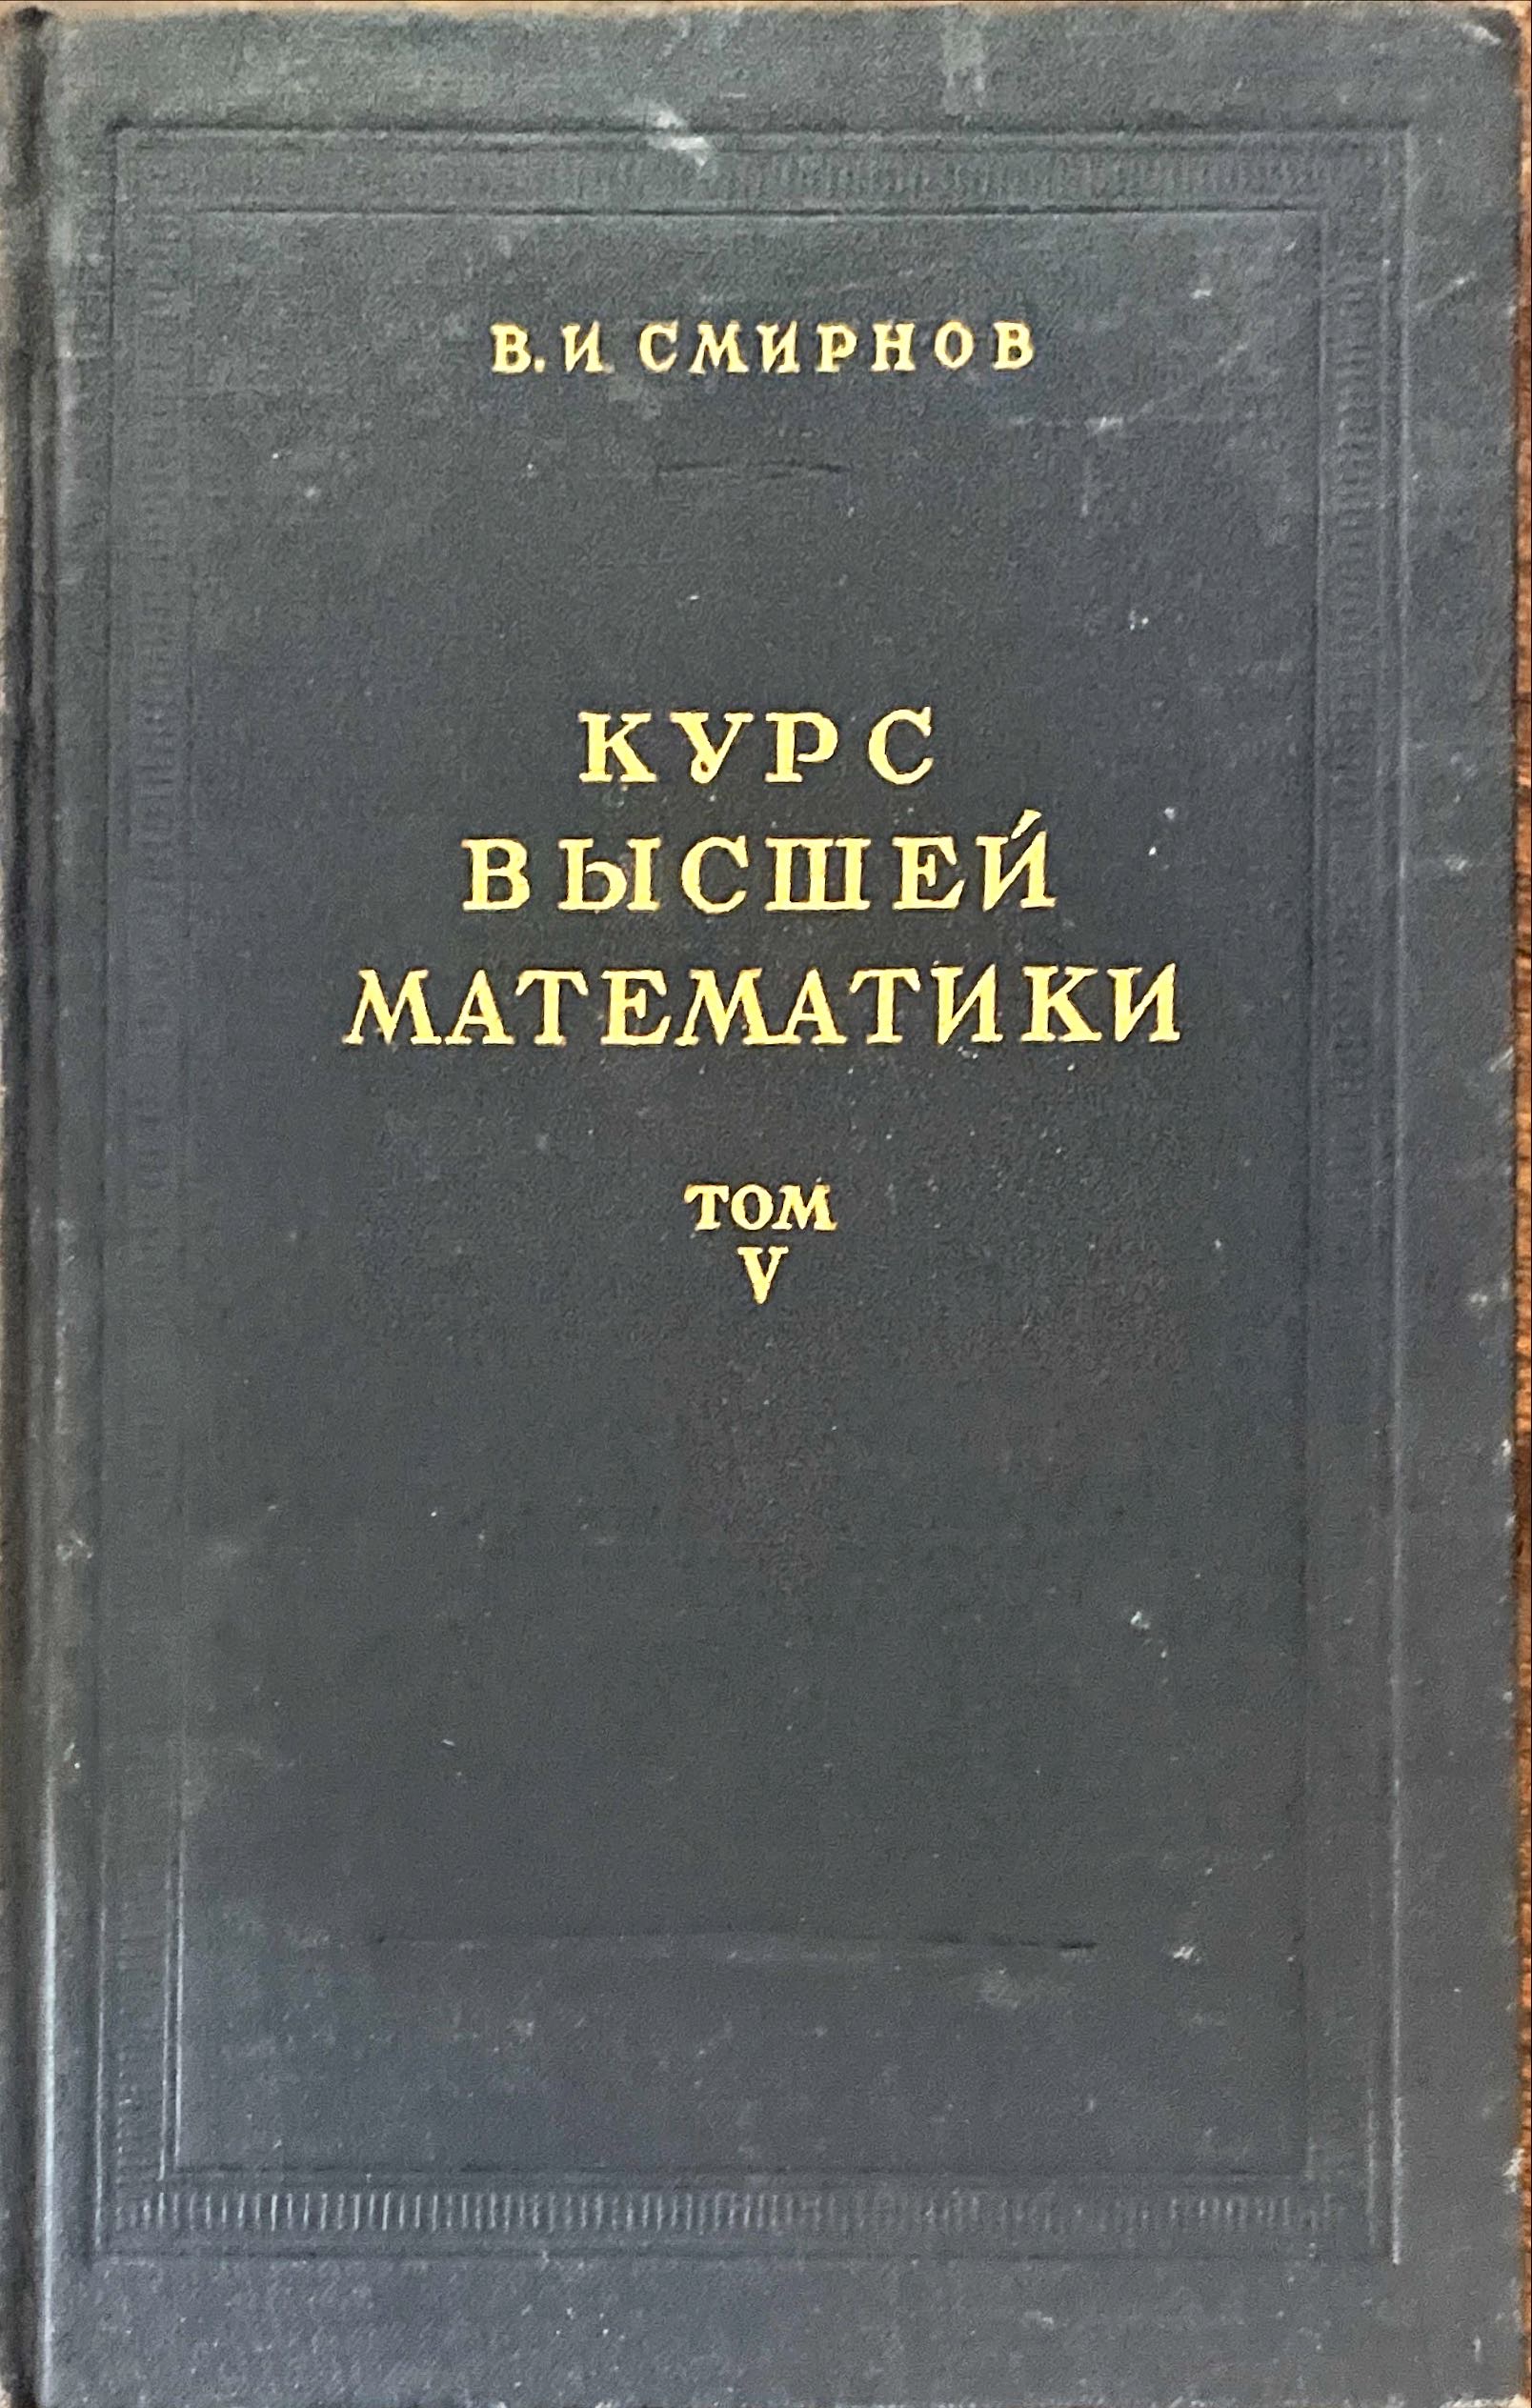 В. И. СМИРНОВ
КУРС
ВЫСШЕЙ
МАТЕМАТИКИ
ТОМ
V